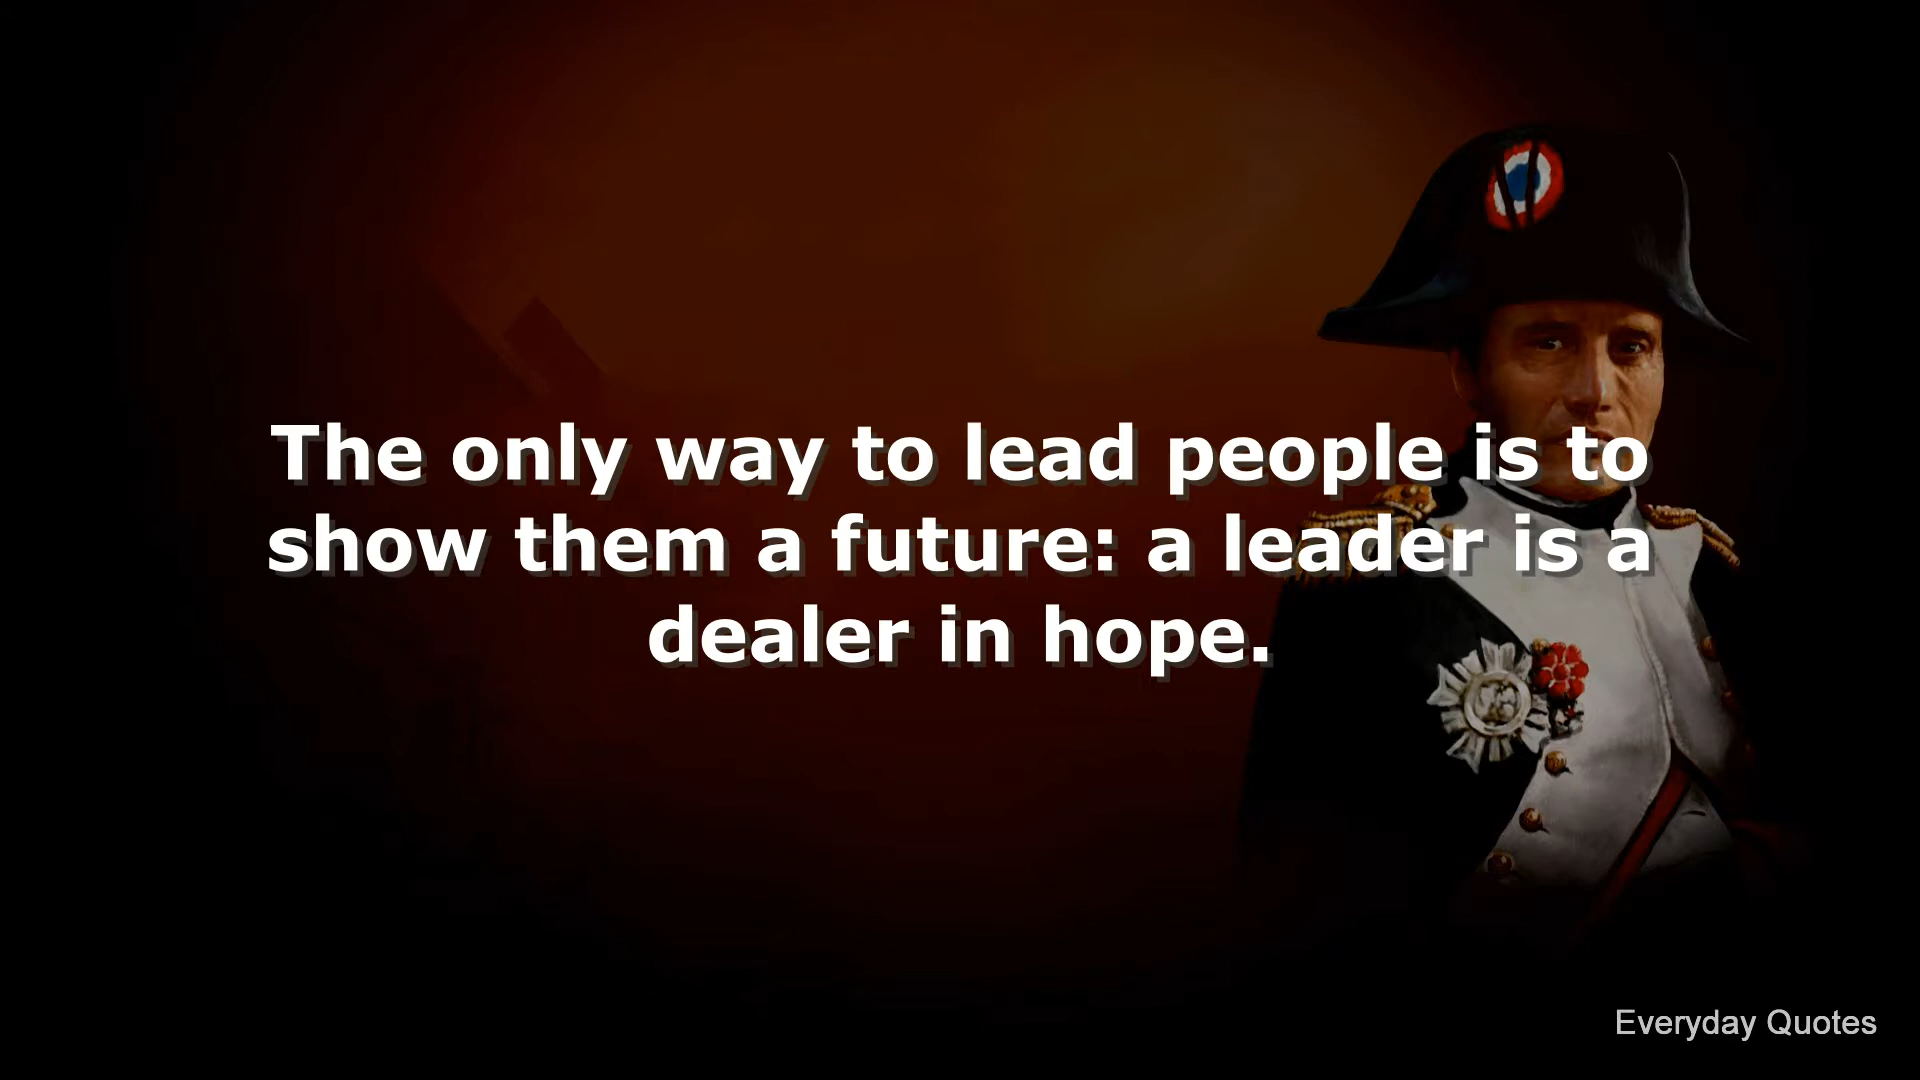 The only way to lead people is to
show them a future: a leader is a
dealer in hope.
Everyday Quotes